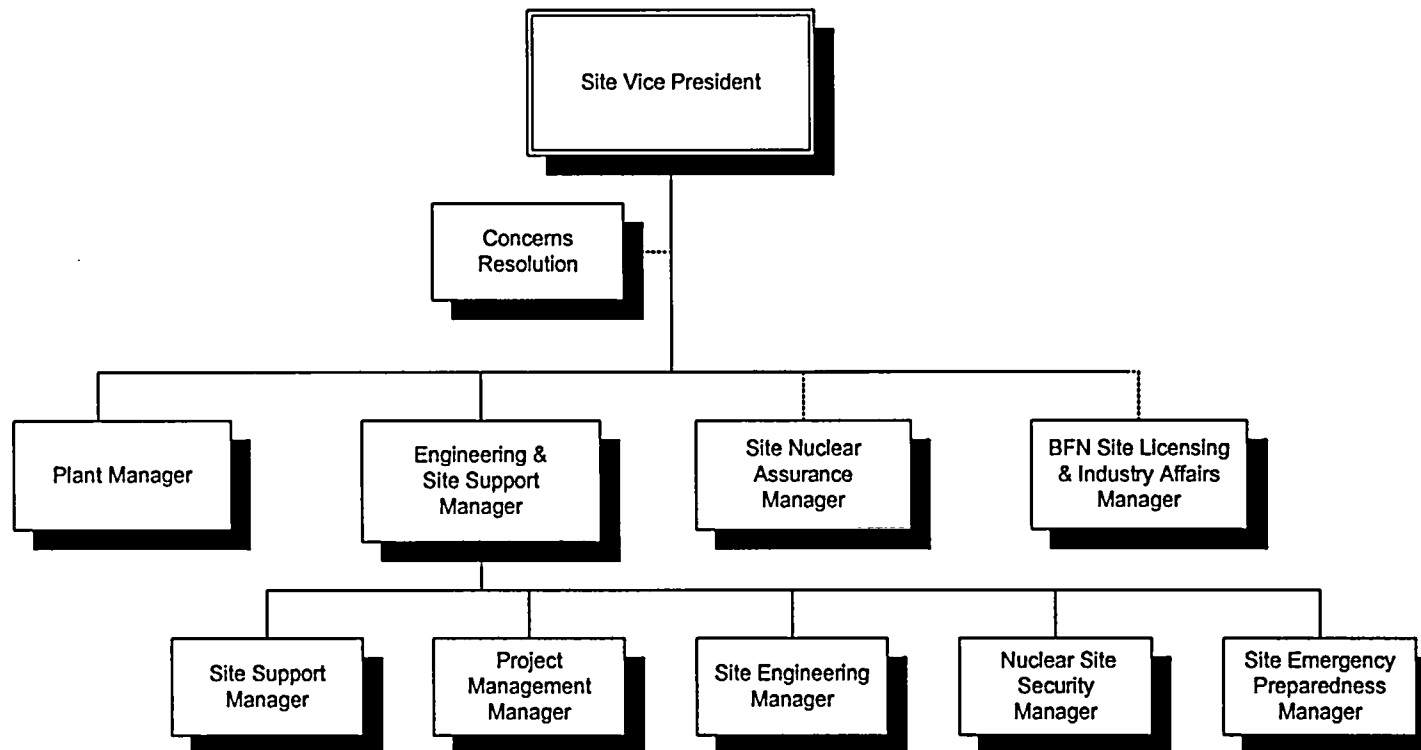 Site Vice President
Concerns
Resolution
Plant Manager
Engineering &
Site Support
Manager
Site Nuclear
Assurance
Manager
BFN Site Licensing
& Industry Affairs
Manager
Site Support
Manager
Project
Management
Manager
Site Engineering
Manager
Nuclear Site
Security
Manager
Site Emergency
Preparedness
Manager